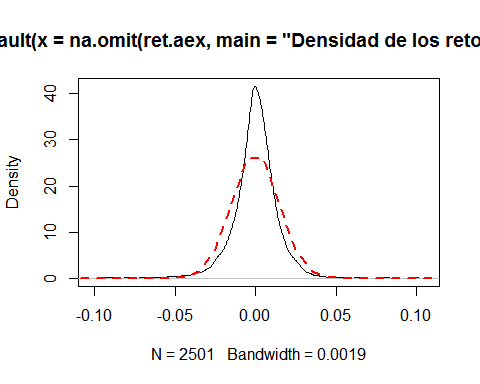 ault(x = na.omit(ret.aex, main = "Densidad de los reto
Density
40
30
20
10
0
-0.10 -0.05 0.00 0.05 0.10
N = 2501 Bandwidth = 0.0019